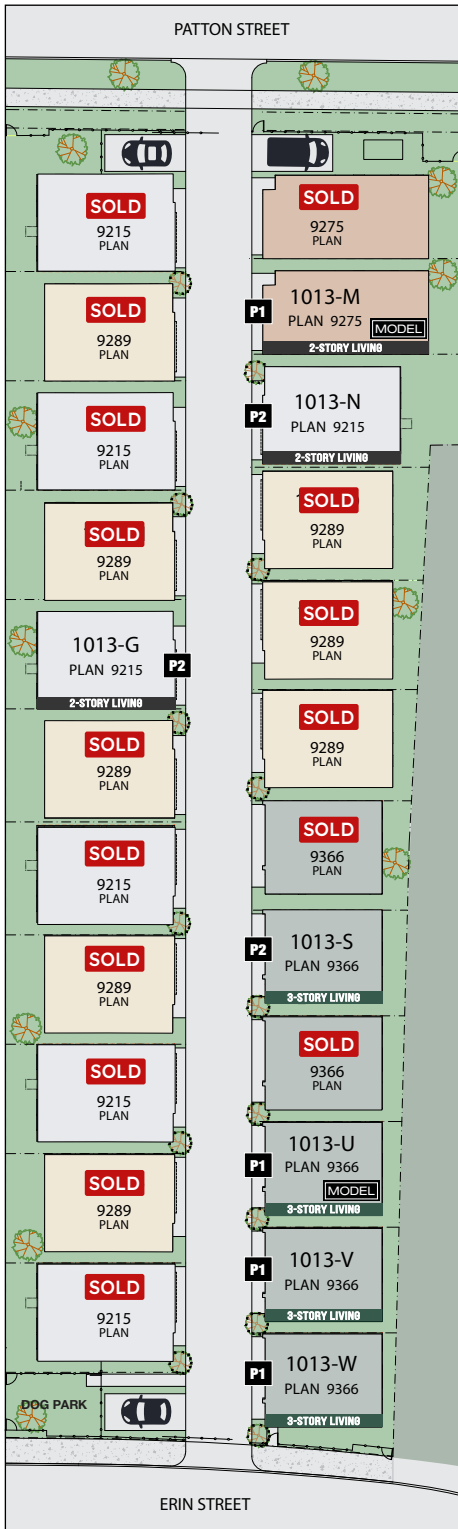 PATTON STREET
SOLD
9215
PLAN
SOLD
9289
PLAN
SOLD
9215
PLAN
SOLD
9289
PLAN
1013-G
PLAN 9215
P2
2-STORY LIVING
SOLD
9289
PLAN
SOLD
9215
PLAN
SOLD
9289
PLAN
SOLD
9215
PLAN
SOLD
9289
PLAN
SOLD
9215
PLAN
DOG PARK
SOLD
9275
PLAN
P1
1013-M
PLAN 9275
MODEL
2-STORY LIVING
P2
1013-N
PLAN 9215
2-STORY LIVING
SOLD
9289
PLAN
SOLD
9289
PLAN
SOLD
9289
PLAN
SOLD
9366
PLAN
P2
1013-S
PLAN 9366
3-STORY LIVING
SOLD
9366
PLAN
P1
1013-U
PLAN 9366
MODEL
3-STORY LIVING
P1
1013-V
PLAN 9366
3-STORY LIVING
P1
1013-W
PLAN 9366
3-STORY LIVING
ERIN STREET